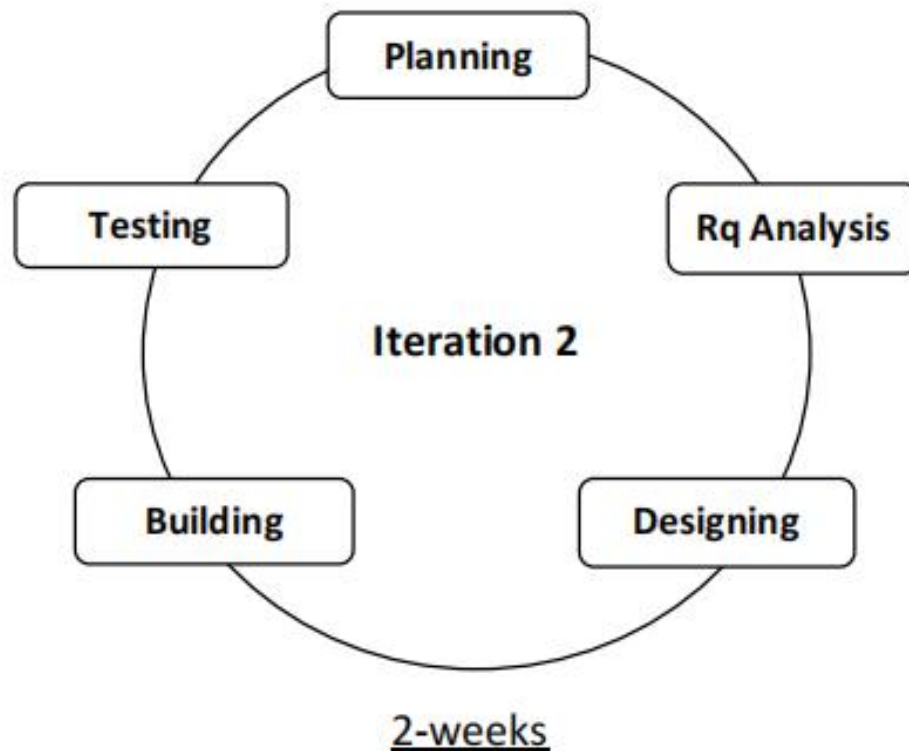 Planning
Testing
Rq Analysis
Iteration 2
Building
Designing
2-weeks